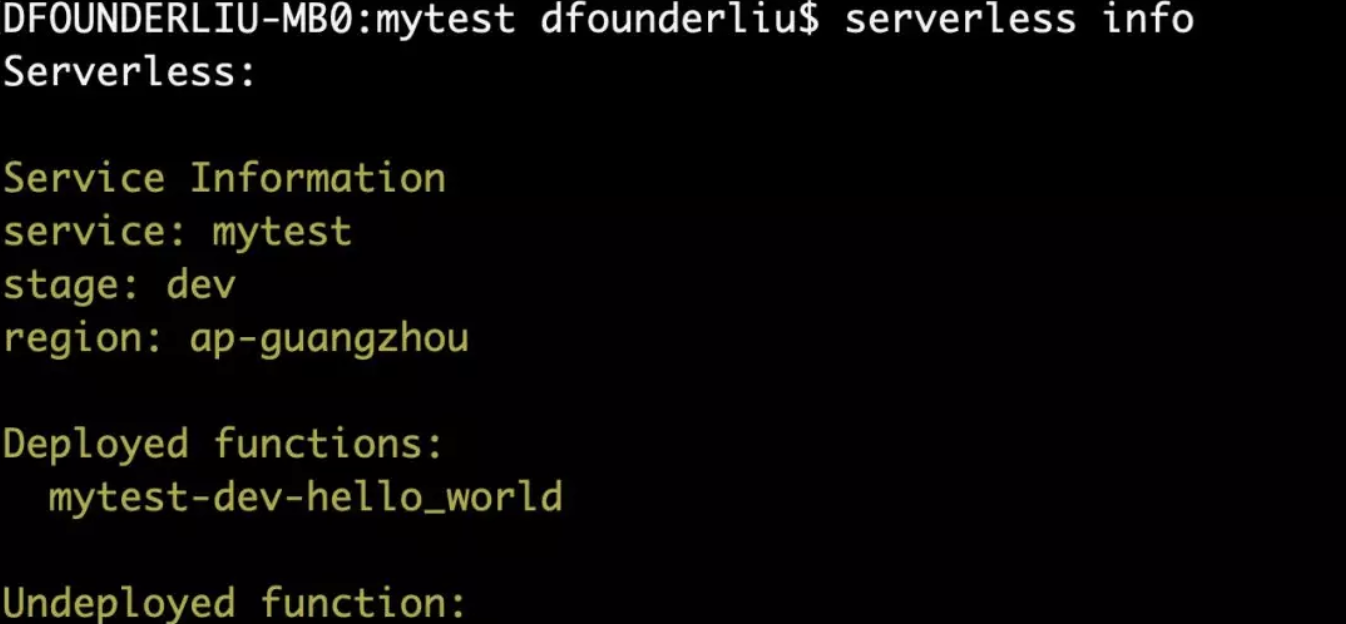 DFOUNDERLIU-MB0:mytest dfounderliu$ serverless info
Serverless:
Service Information
service: mytest
stage: dev
region: ap-guangzhou
Deployed functions:
mytest-dev-hello_world
Undeployed function: